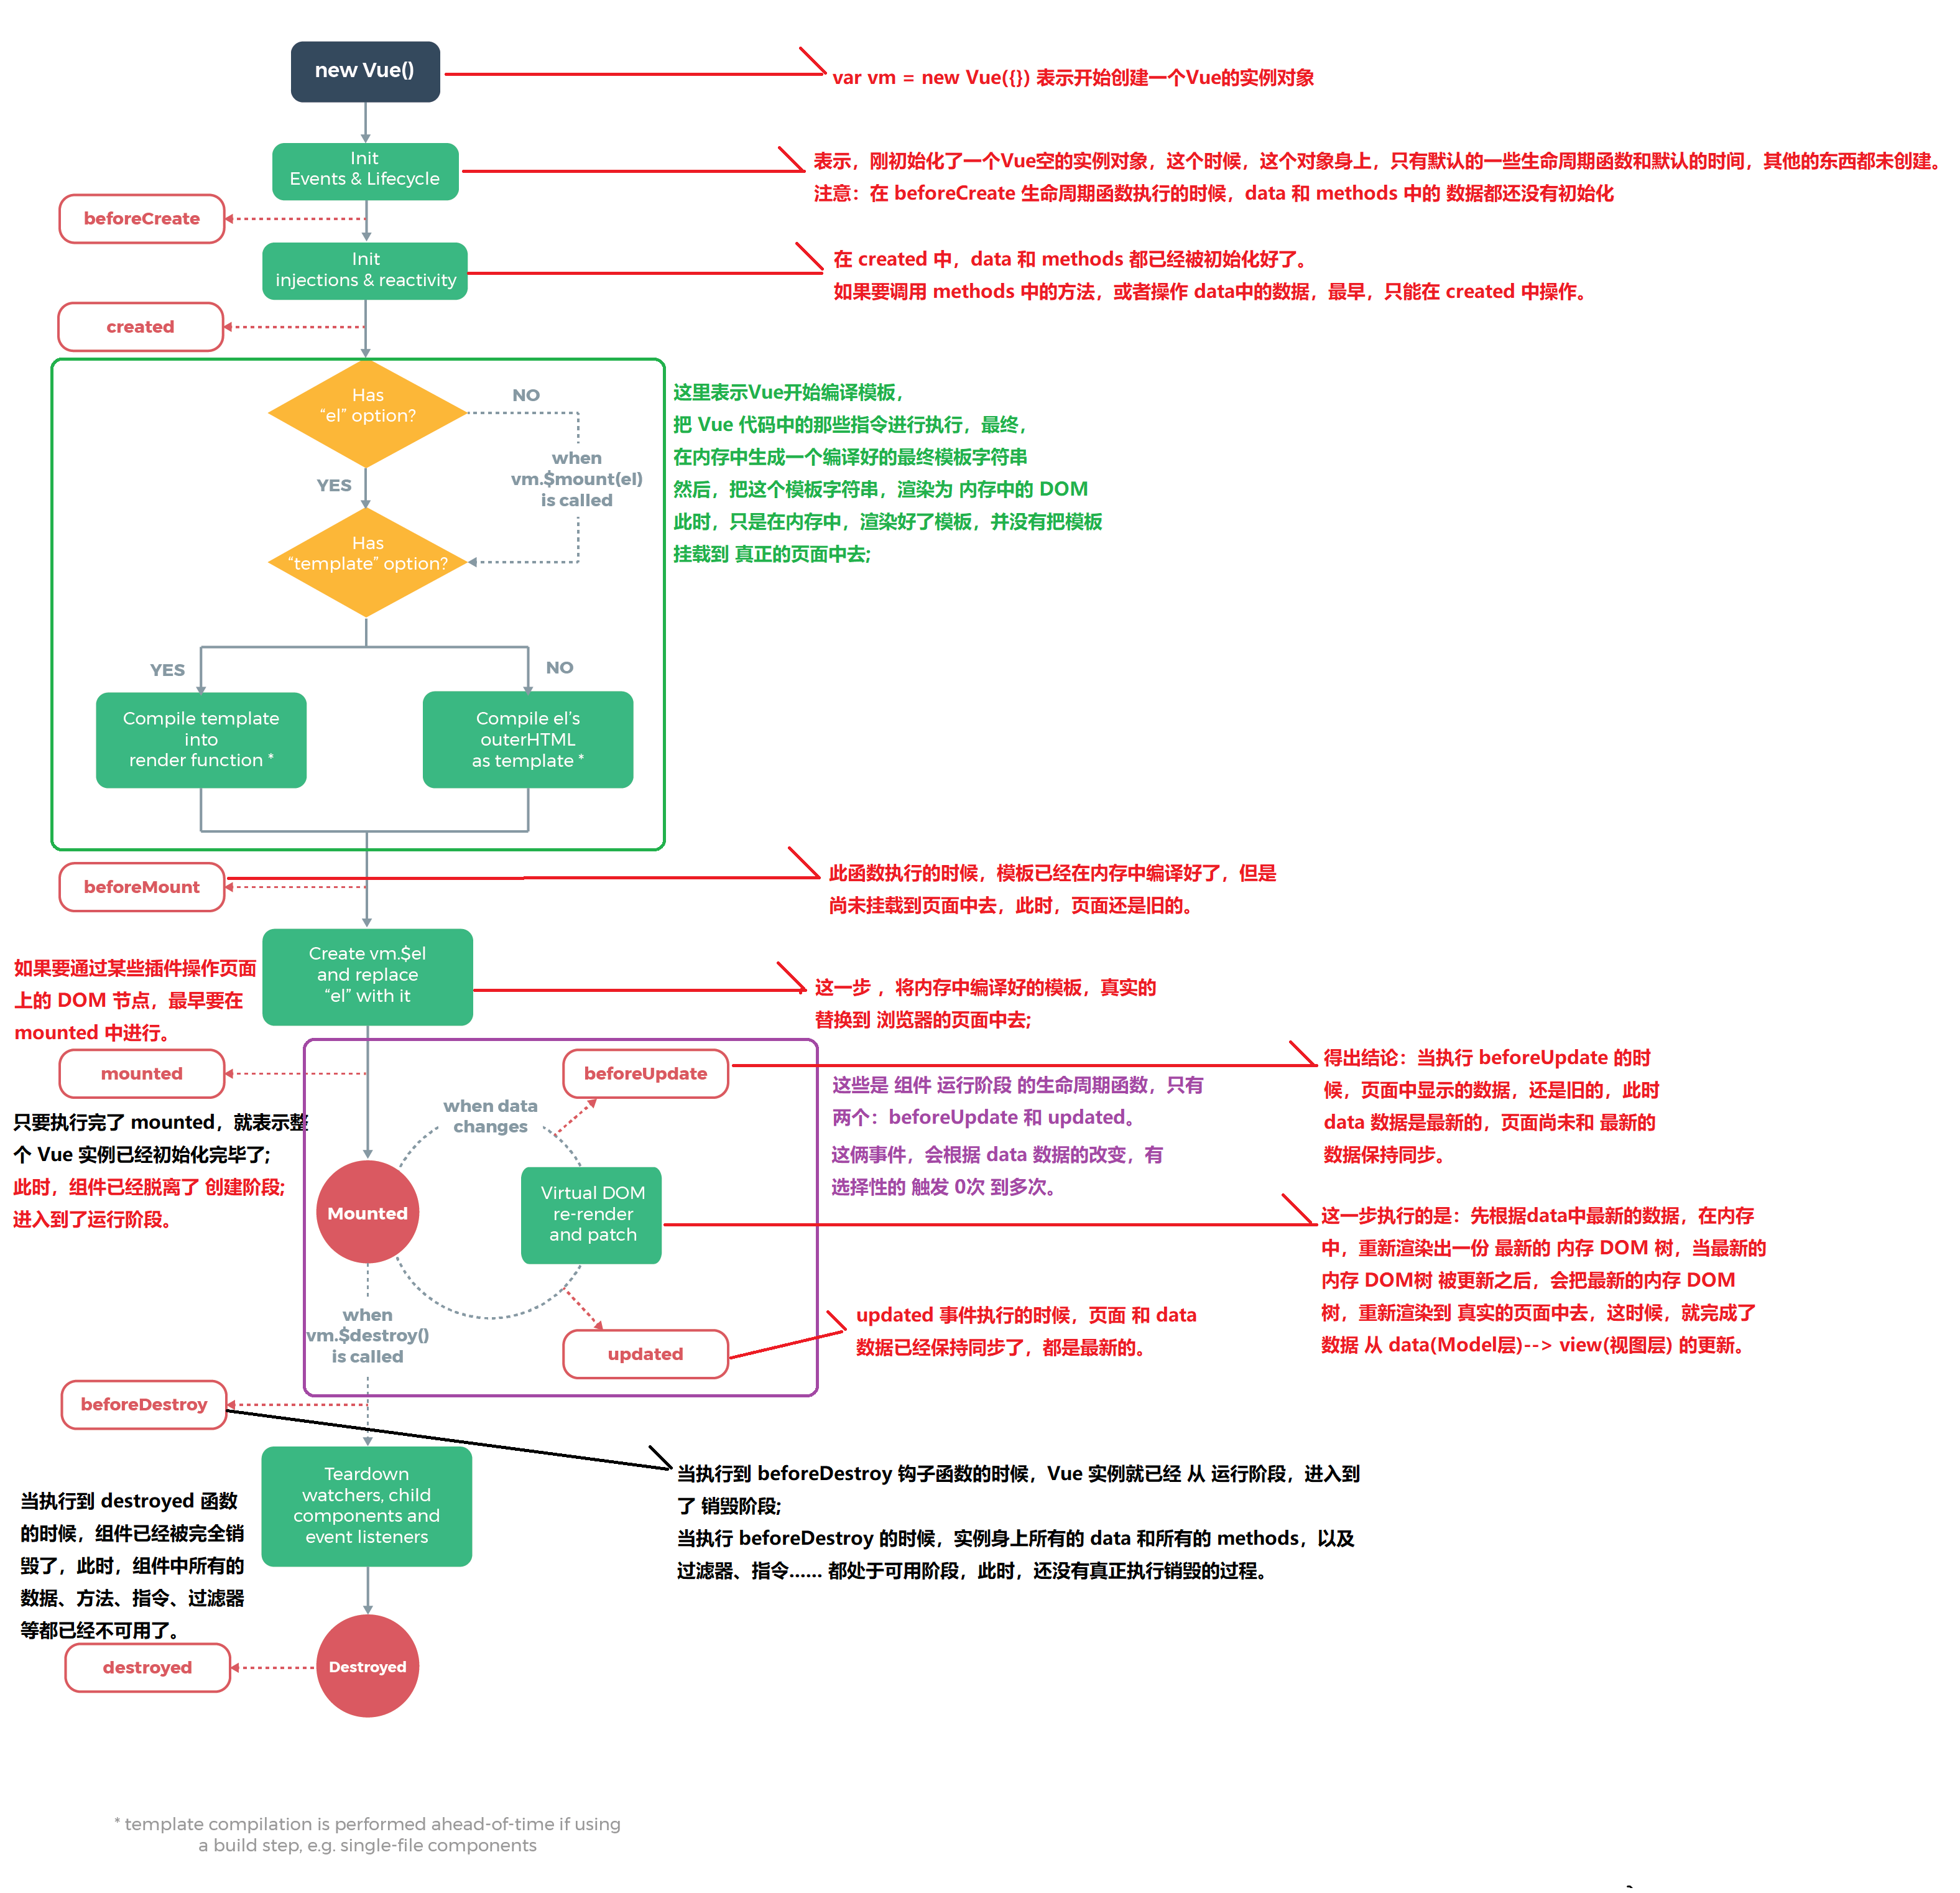 new Vue()
var vm = new Vue({}) 表示开始创建一个Vue的实例对象
Init
Events & Lifecycle
表示，刚初始化了一个Vue空的实例对象，这个时候，这个对象身上，只有默认的一些生命周期函数和默认的时间，其他的东西都未创建。
注意：在 beforeCreate 生命周期函数执行的时候，data 和 methods 中的 数据都还没有初始化
beforeCreate
Init
injections & reactivity
在 created 中，data 和 methods 都已经被初始化好了。
如果要调用 methods 中的方法，或者操作 data中的数据，最早，只能在 created 中操作。
created
Has
“el” option?
NO
when
vm.$mount(el)
is called
YES
Has
“template” option?
这里表示Vue开始编译模板，
把 Vue 代码中的那些指令进行执行，最终，
在内存中生成一个编译好的最终模板字符串
然后，把这个模板字符串，渲染为 内存中的 DOM
此时，只是在内存中，渲染好了模板，并没有把模板
挂载到 真正的页面中去;
YES
NO
Compile template
into
render function *
Compile el’s
outerHTML
as template *
beforeMount
此函数执行的时候，模板已经在内存中编译好了，但是
尚未挂载到页面中去，此时，页面还是旧的。
Create vm.$el
and replace
“el” with it
这一步 ，将内存中编译好的模板，真实的
替换到 浏览器的页面中去;
如果要通过某些插件操作页面
上的 DOM 节点，最早要在
mounted 中进行。
mounted
只要执行完了 mounted，就表示整
个 Vue 实例已经初始化完毕了;
此时，组件已经脱离了 创建阶段;
进入到了运行阶段。
beforeUpdate
when data
changes
Mounted
Virtual DOM
re-render
and patch
updated
when
vm.$destroy()
is called
这些是 组件 运行阶段 的生命周期函数，只有
两个：beforeUpdate 和 updated。
这俩事件，会根据 data 数据的改变，有
选择性的 触发 0次 到多次。
得出结论：当执行 beforeUpdate 的时
候，页面中显示的数据，还是旧的，此时
data 数据是最新的，页面尚未和 最新的
数据保持同步。
这一步执行的是：先根据data中最新的数据，在内存
中，重新渲染出一份 最新的 内存 DOM 树，当最新的
内存 DOM树 被更新之后，会把最新的内存 DOM
树，重新渲染到 真实的页面中去，这时候，就完成了
数据 从 data(Model层)--> view(视图层) 的更新。
updated 事件执行的时候，页面 和 data
数据已经保持同步了，都是最新的。
beforeDestroy
当执行到 beforeDestroy 钩子函数的时候，Vue 实例就已经 从 运行阶段，进入到
了 销毁阶段;
当执行 beforeDestroy 的时候，实例身上所有的 data 和所有的 methods，以及
过滤器、指令…… 都处于可用阶段，此时，还没有真正执行销毁的过程。
Teardown
watchers, child
components and
event listeners
当执行到 destroyed 函数
的时候，组件已经被完全销
毁了，此时，组件中所有的
数据、方法、指令、过滤器
等都已经不可用了。
destroyed
Destroyed
* template compilation is performed ahead-of-time if using
a build step, e.g. single-file components